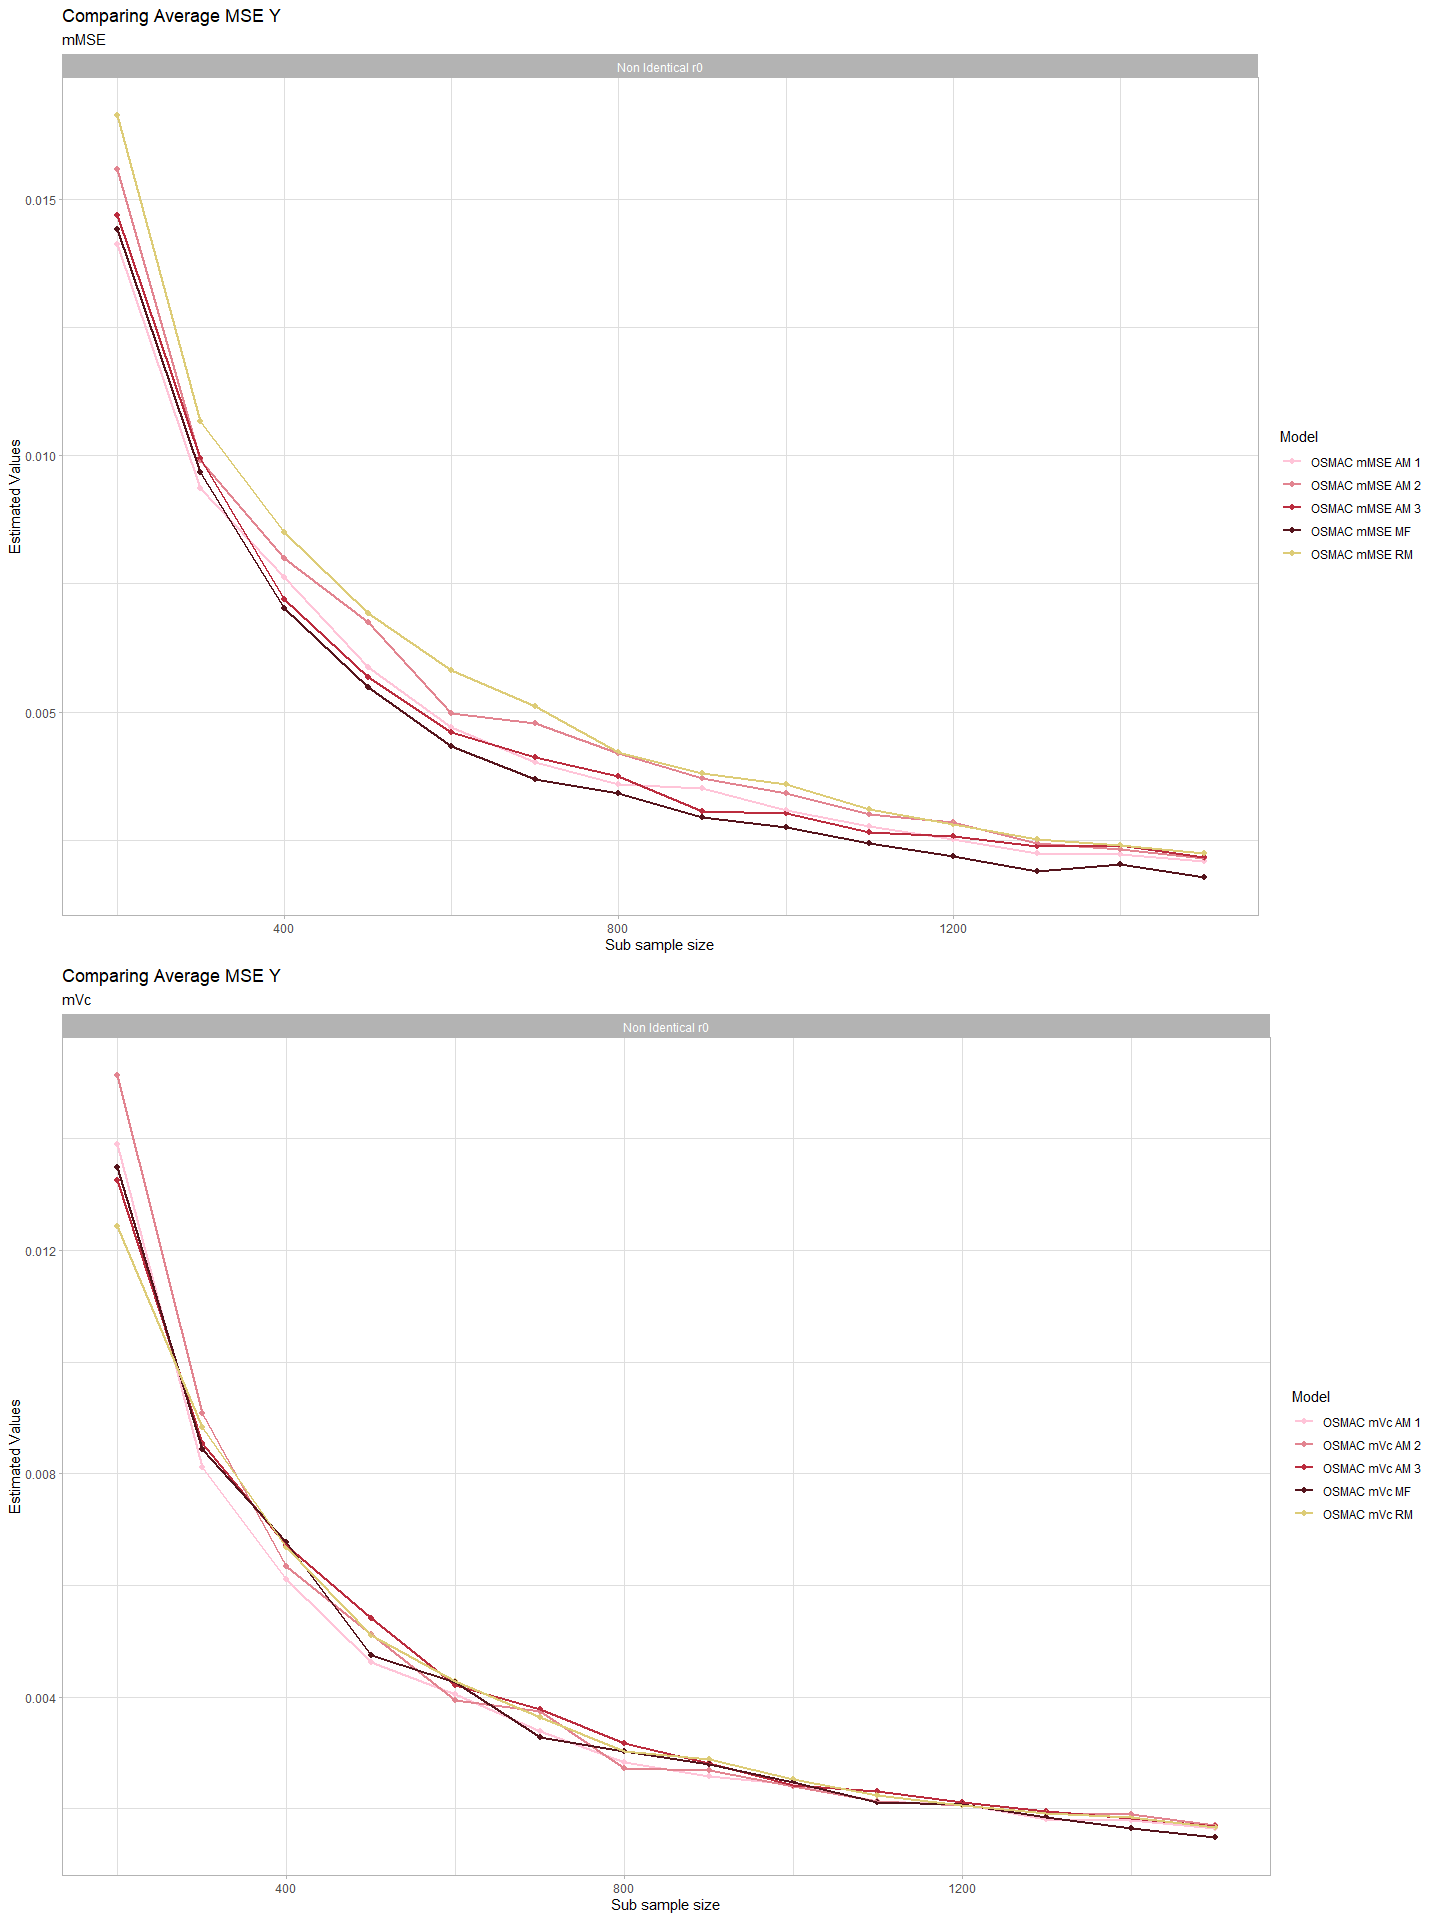 Comparing Average MSE Y
mMSE
Non Identical r0
0.015
0.010
0.005
Estimated Values
400
800
1200
Sub sample size
Model
OSMAC mMSE AM 1
OSMAC mMSE AM 2
OSMAC mMSE AM 3
OSMAC mMSE MF
OSMAC mMSE RM
Comparing Average MSE Y
mVc
Non Identical r0
0.012
0.008
0.004
Estimated Values
400
800
1200
Sub sample size
Model
OSMAC mVc AM 1
OSMAC mVc AM 2
OSMAC mVc AM 3
OSMAC mVc MF
OSMAC mVc RM